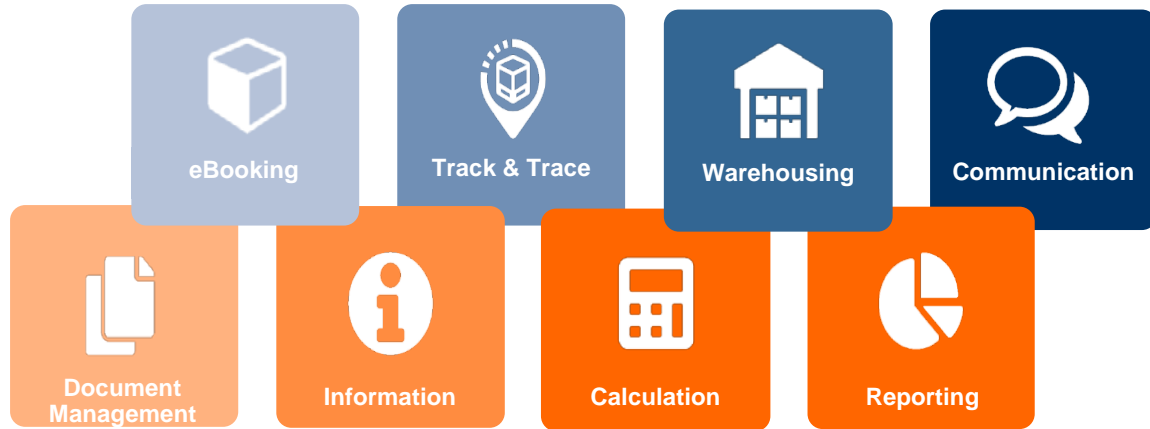 eBooking
Track & Trace
Warehousing
Communication
Document
Management
Information
Calculation
Reporting